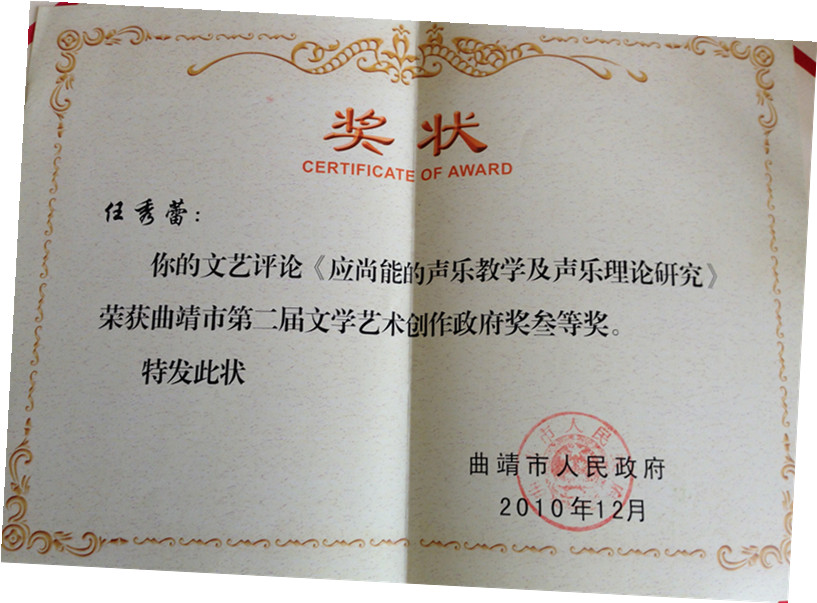 奖状
CERTIFICATE OF AWARD
任秀蕾：
你的文艺评论《应尚能的声乐教学及声乐理论研究》
荣获曲靖市第二届文学艺术创作政府奖叁等奖。
特发此状
曲靖市人民政府
2010年12月